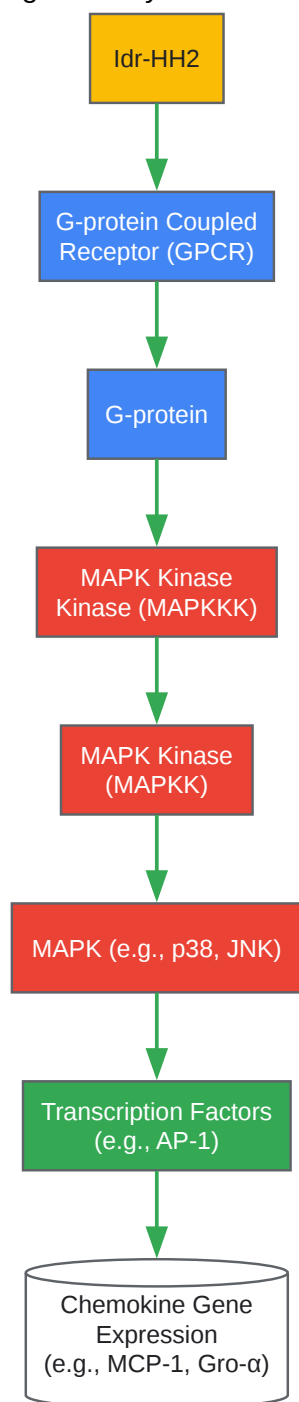 Idr-HH2
G-protein Coupled
Receptor (GPCR)
G-protein
MAPK Kinase
Kinase (MAPKKK)
MAPK Kinase
(MAPKK)
MAPK (e.g., p38, JNK)
Transcription Factors
(e.g., AP-1)
Chemokine Gene
Expression
(e.g., MCP-1, Gro-α)